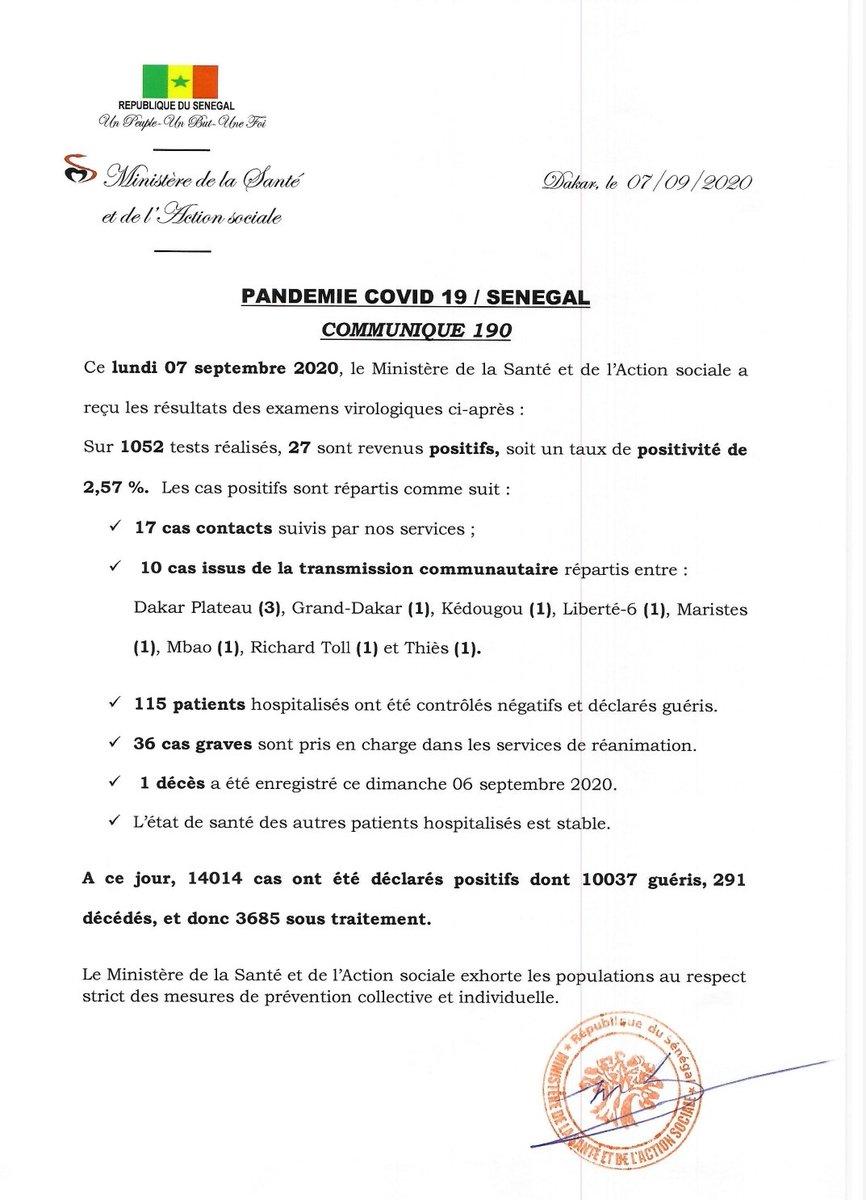 REPUBLIQUE DU SENEGAL
Un Peuple-Un But-Une Foi
Ministère de la Santé
et de l'Action sociale
Dakar, le 07/09/2020
PANDEMIE COVID 19 / SENEGAL
COMMUNIQUE 190
Ce lundi 07 septembre 2020, le Ministère de la Santé et de l'Action sociale a
reçu les résultats des examens virologiques ci-après :
Sur 1052 tests réalisés, 27 sont revenus positifs, soit un taux de positivité de
2,57 %. Les cas positifs sont répartis comme suit :
✓ 17 cas contacts suivis par nos services ;
✓ 10 cas issus de la transmission communautaire répartis entre :
Dakar Plateau (3), Grand-Dakar (1), Kédougou (1), Liberté-6 (1), Maristes
(1), Mbao (1), Richard Toll (1) et Thiès (1).
✓ 115 patients hospitalisés ont été contrôlés négatifs et déclarés guéris.
✓ 36 cas graves sont pris en charge dans les services de réanimation.
✓ 1 décès a été enregistré ce dimanche 06 septembre 2020.
✓ L'état de santé des autres patients hospitalisés est stable.
A ce jour, 14014 cas ont été déclarés positifs dont 10037 guéris, 291
décédés, et donc 3685 sous traitement.
Le Ministère de la Santé et de l'Action sociale exhorte les populations au respect
strict des mesures de prévention collective et individuelle.
République du Sénégal
MINISTÈRE DE LA SANTÉ ET DE L'ACTION SOCIALE